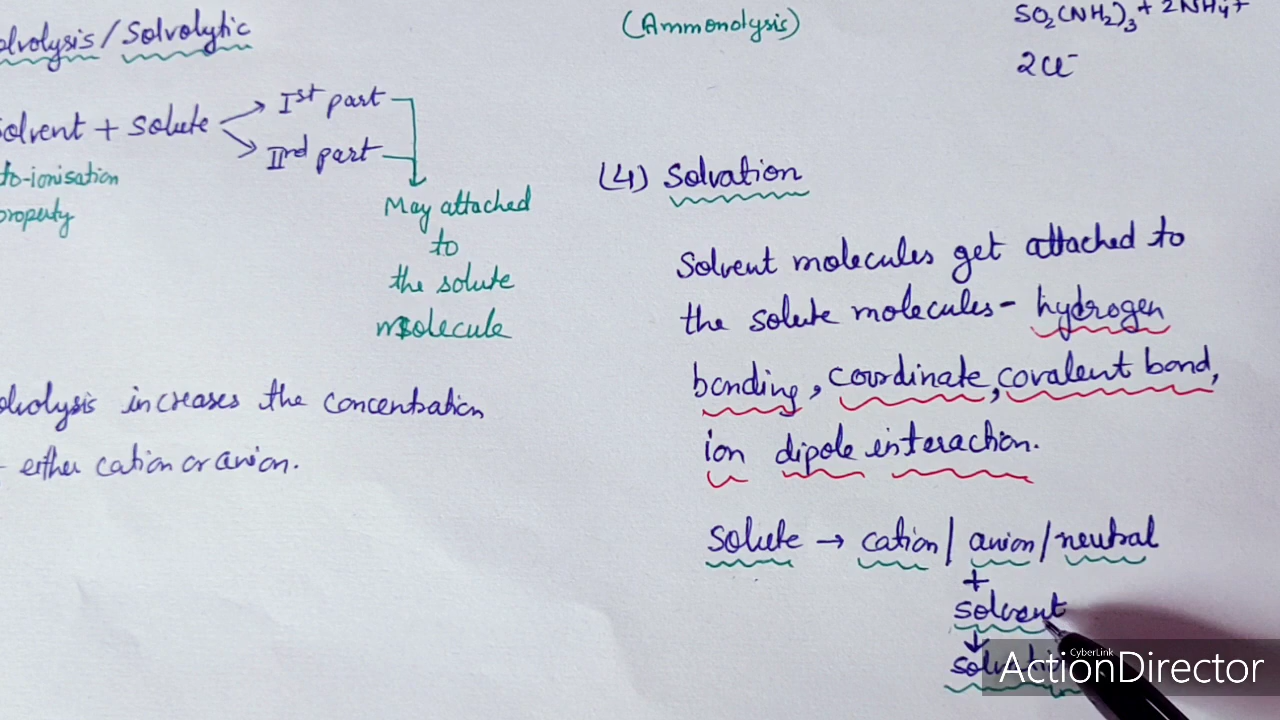 olvolysis / Solvolytic
solvent + solute
Ist part
IInd part
to-ionisation
property
May attached
to
the solute
molecule
olvolysis increases the concentration
- either cation or anion.
(Ammonolysis)
SO₂(NH₂)₃ + 2NH₄+
2Cl⁻
(4) Solvation
Solvent molecules get attached to
the solute molecules - hydrogen
bonding, coordinate, covalent bond,
ion dipole interaction.
solute → cation / anion / neutral
+
solvent
↓
CyberLink
ActionDirector